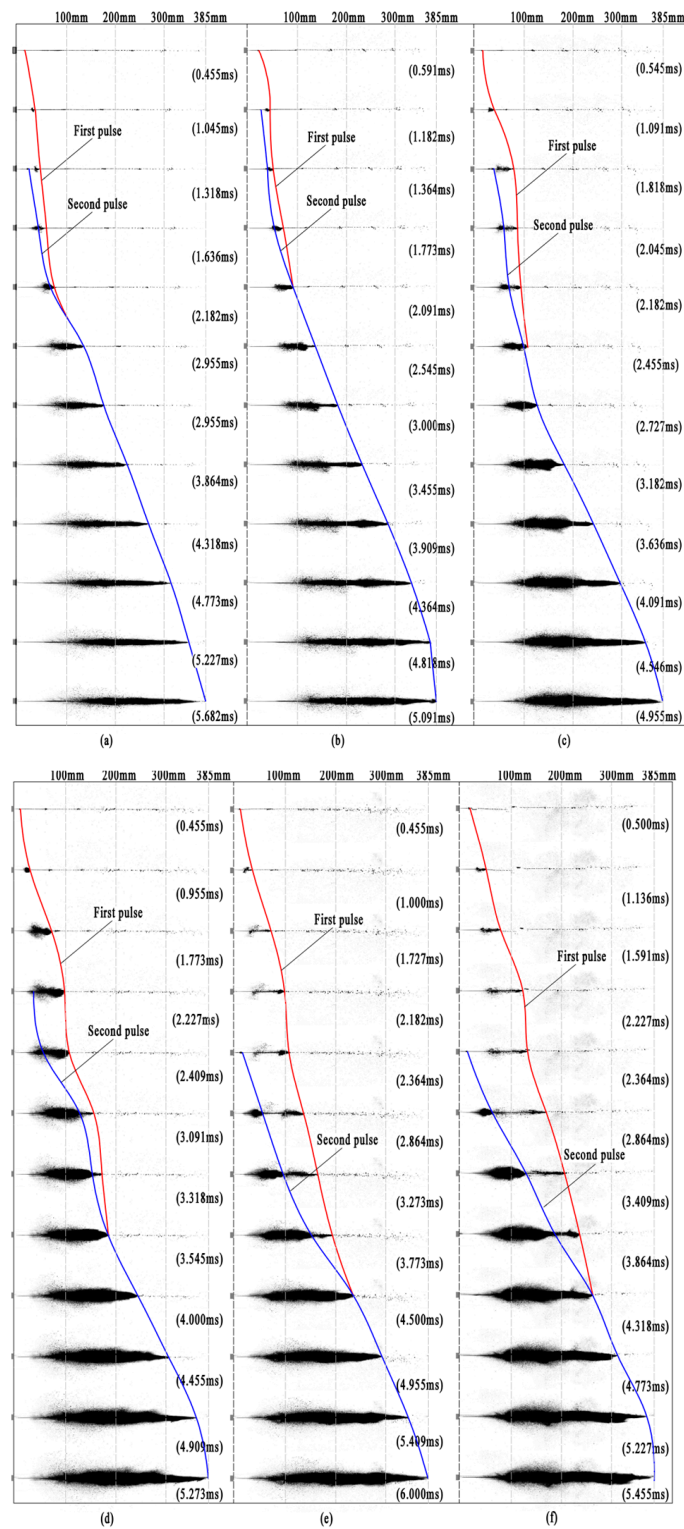 100mm 200mm 300mm 385mm
(0.455ms)
(1.045ms)
First pulse
(1.318ms)
Second pulse
(1.636ms)
(2.182ms)
(2.955ms)
(2.955ms)
(3.864ms)
(4.318ms)
(4.773ms)
(5.227ms)
(5.682ms)
(a)
100mm 200mm 300mm 385mm
(0.591ms)
(1.182ms)
First pulse
(1.364ms)
Second pulse
(1.773ms)
(2.091ms)
(2.545ms)
(3.000ms)
(3.455ms)
(3.909ms)
(4.364ms)
(4.818ms)
(5.091ms)
(b)
100mm 200mm 300mm 385mm
(0.545ms)
(1.091ms)
First pulse
(1.818ms)
Second pulse
(2.045ms)
(2.182ms)
(2.455ms)
(2.727ms)
(3.182ms)
(3.636ms)
(4.091ms)
(4.546ms)
(4.955ms)
(c)
100mm 200mm 300mm 385mm
(0.455ms)
(0.955ms)
First pulse
(1.773ms)
(2.227ms)
Second pulse
(2.409ms)
(3.091ms)
(3.318ms)
(3.545ms)
(4.000ms)
(4.455ms)
(4.909ms)
(5.273ms)
(d)
100mm 200mm 300mm 385mm
(0.455ms)
(1.000ms)
First pulse
(1.727ms)
(2.182ms)
(2.364ms)
Second pulse
(2.864ms)
(3.273ms)
(3.773ms)
(4.500ms)
(4.955ms)
(5.409ms)
(6.000ms)
(e)
100mm 200mm 300mm 385mm
(0.500ms)
(1.136ms)
(1.591ms)
First pulse
(2.227ms)
(2.364ms)
(2.864ms)
Second pulse
(3.409ms)
(3.864ms)
(4.318ms)
(4.773ms)
(5.227ms)
(5.455ms)
(f)